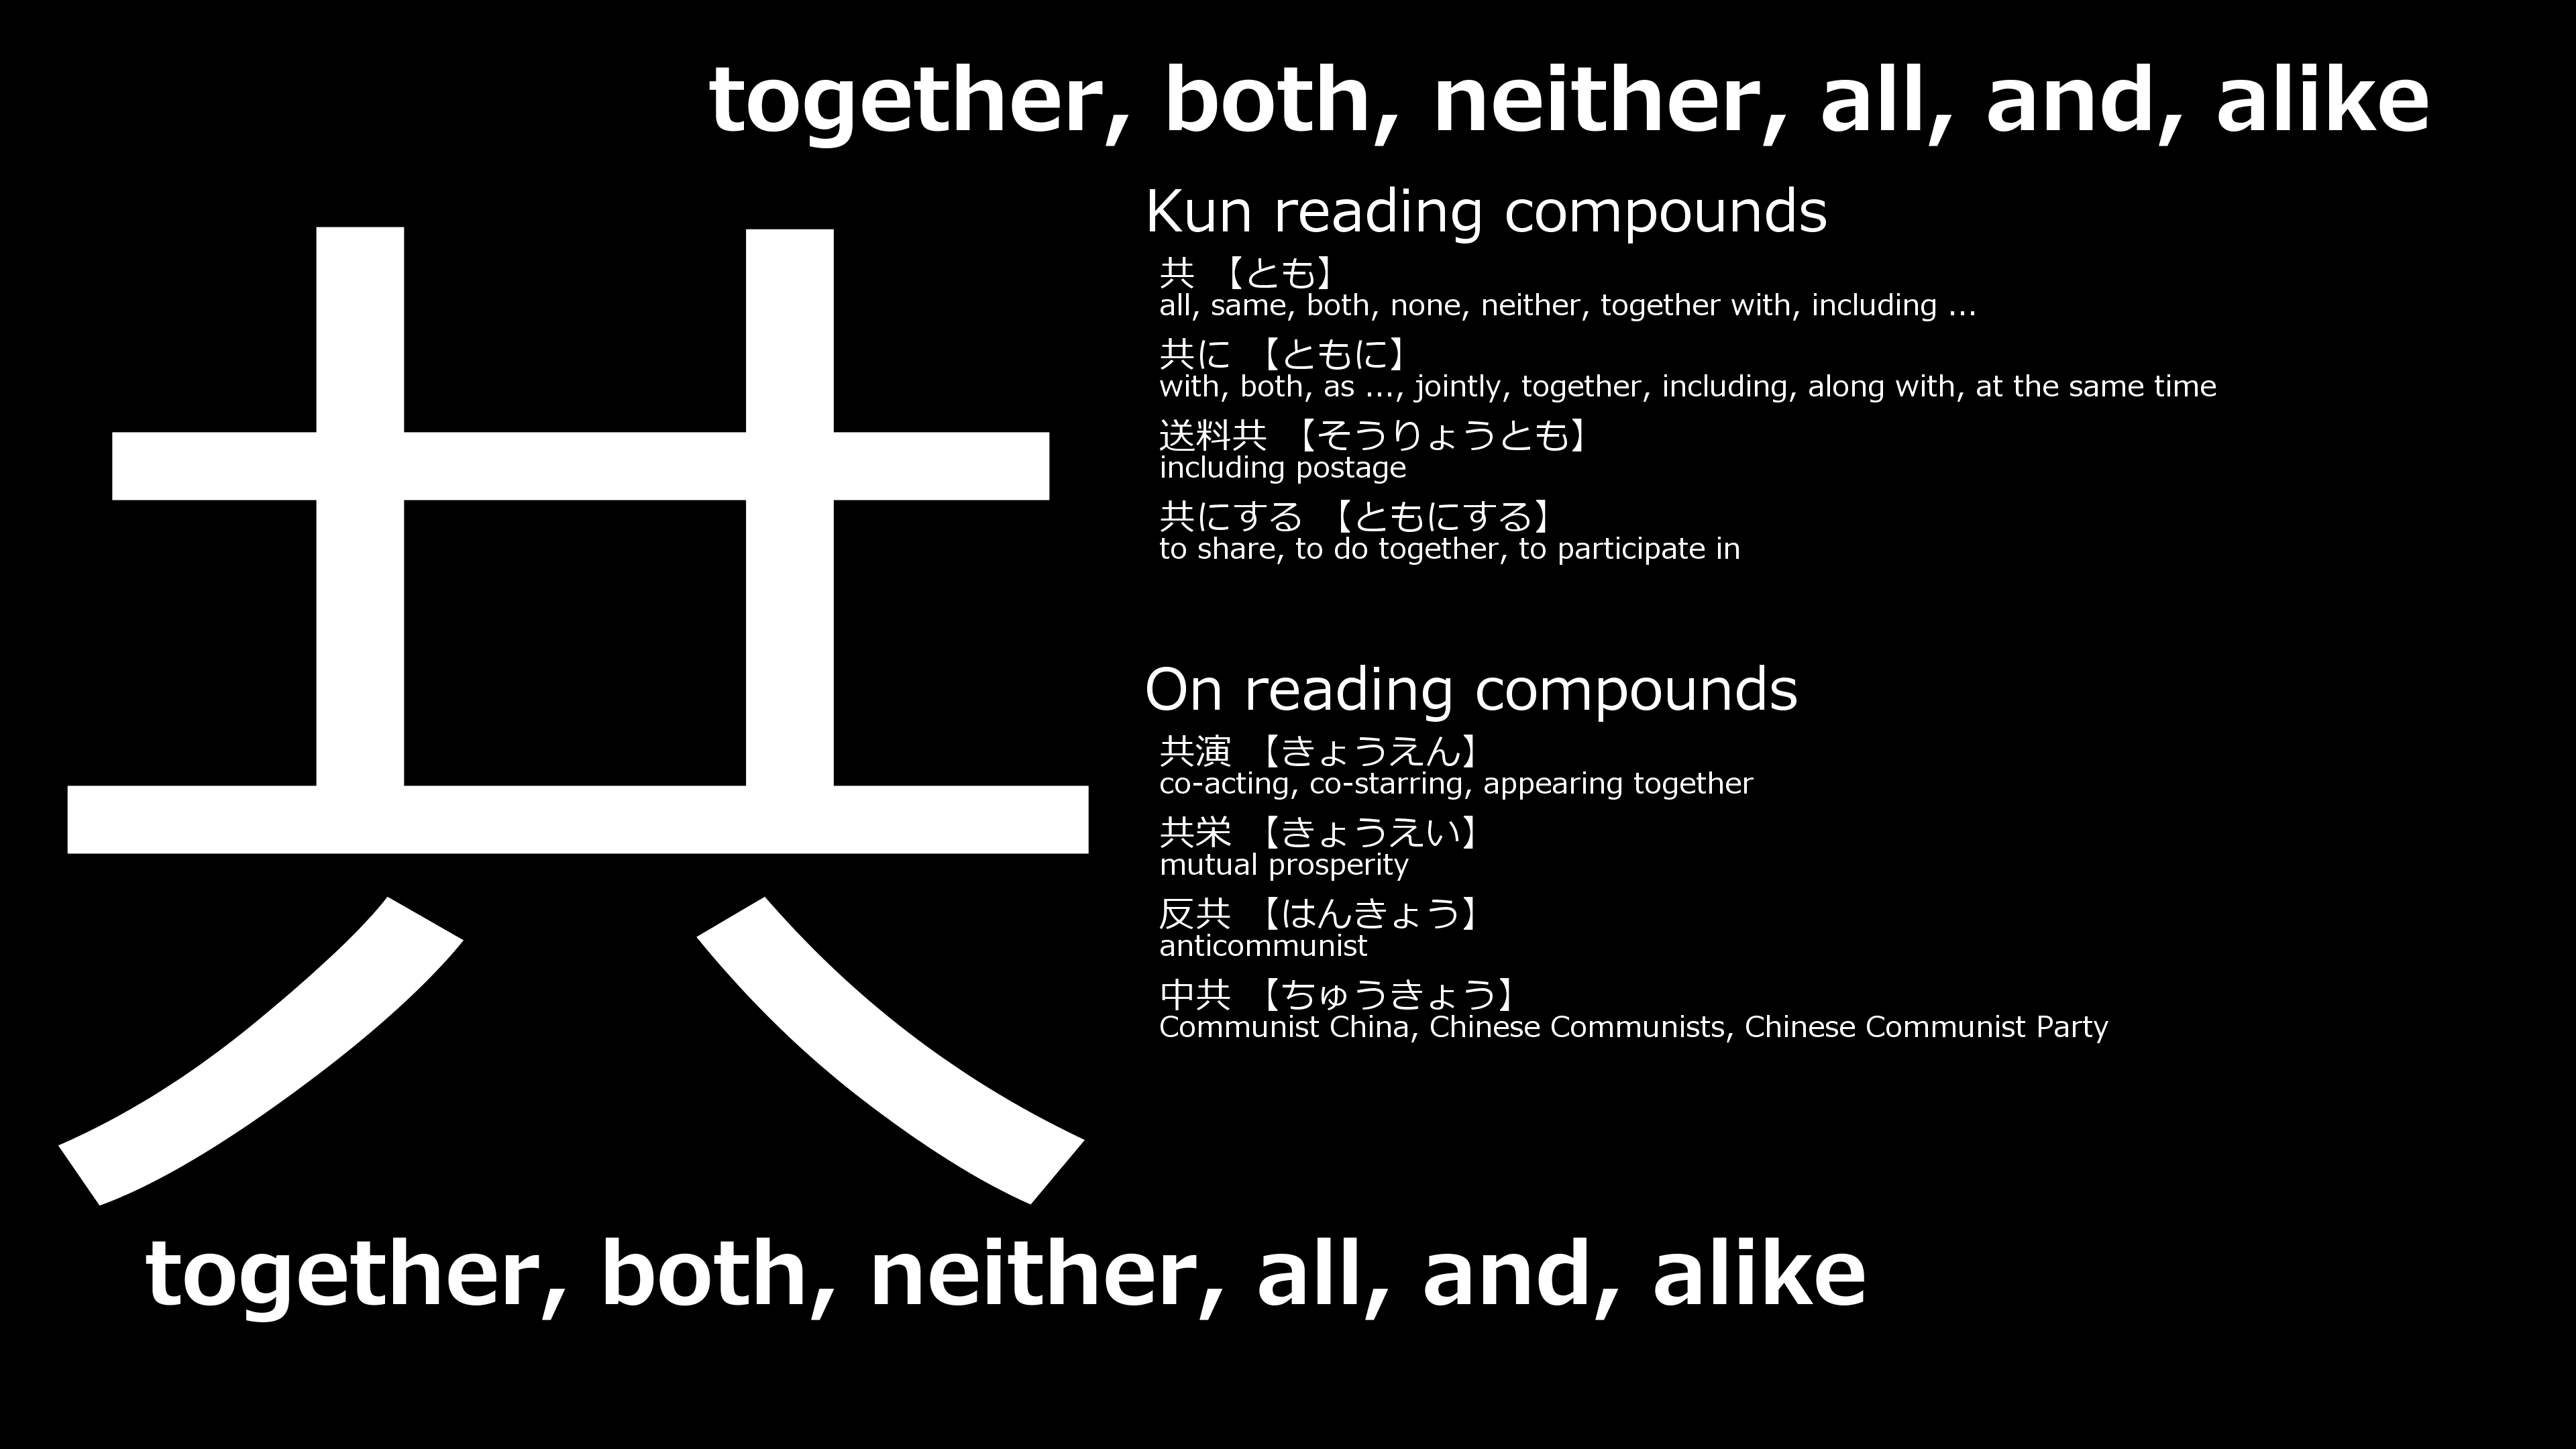 together, both, neither, all, and, alike
共
Kun reading compounds
共 【とも】
all, same, both, none, neither, together with, including ...
共に 【ともに】
with, both, as ..., jointly, together, including, along with, at the same time
送料共 【そうりょうとも】
including postage
共にする 【ともにする】
to share, to do together, to participate in
On reading compounds
共演 【きょうえん】
co-acting, co-starring, appearing together
共栄 【きょうえい】
mutual prosperity
反共 【はんきょう】
anticommunist
中共 【ちゅうきょう】
Communist China, Chinese Communists, Chinese Communist Party
together, both, neither, all, and, alike